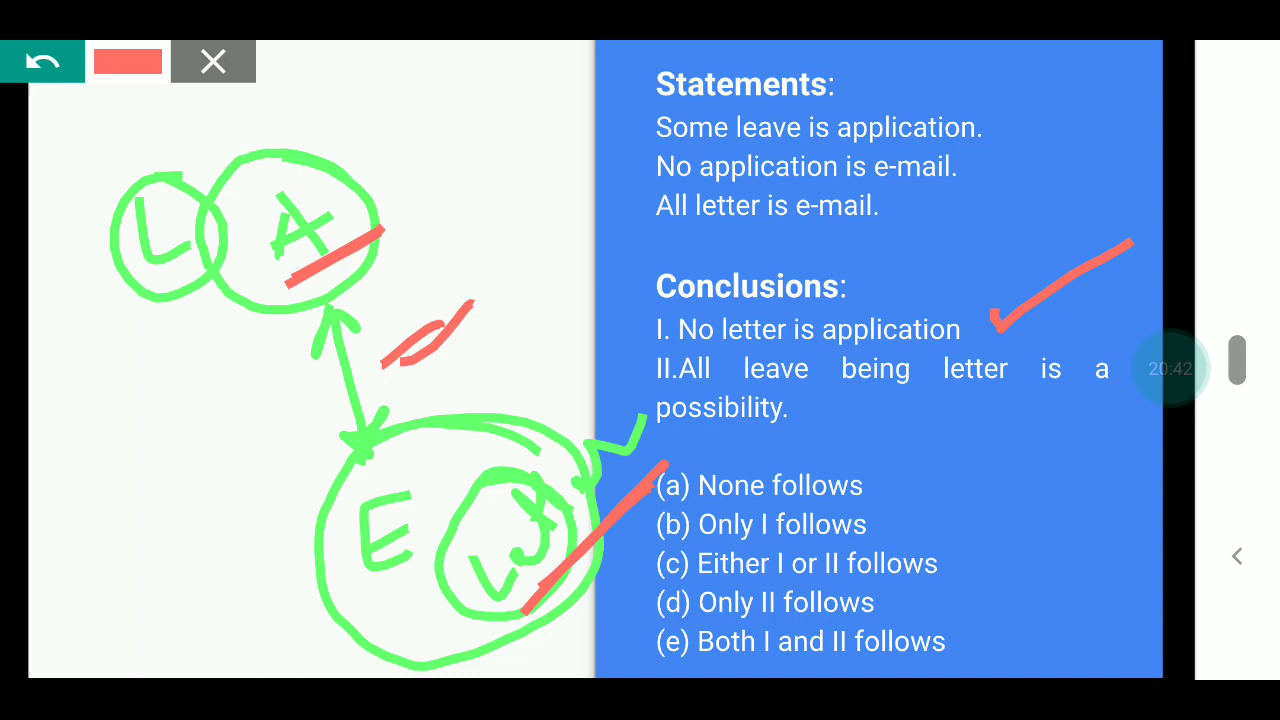 Statements:
Some leave is application.
No application is e-mail.
All letter is e-mail.
Conclusions:
I. No letter is application
II.All leave being letter is a
possibility.
(a) None follows
(b) Only I follows
(c) Either I or II follows
(d) Only II follows
(e) Both I and II follows
L A
E
20:42